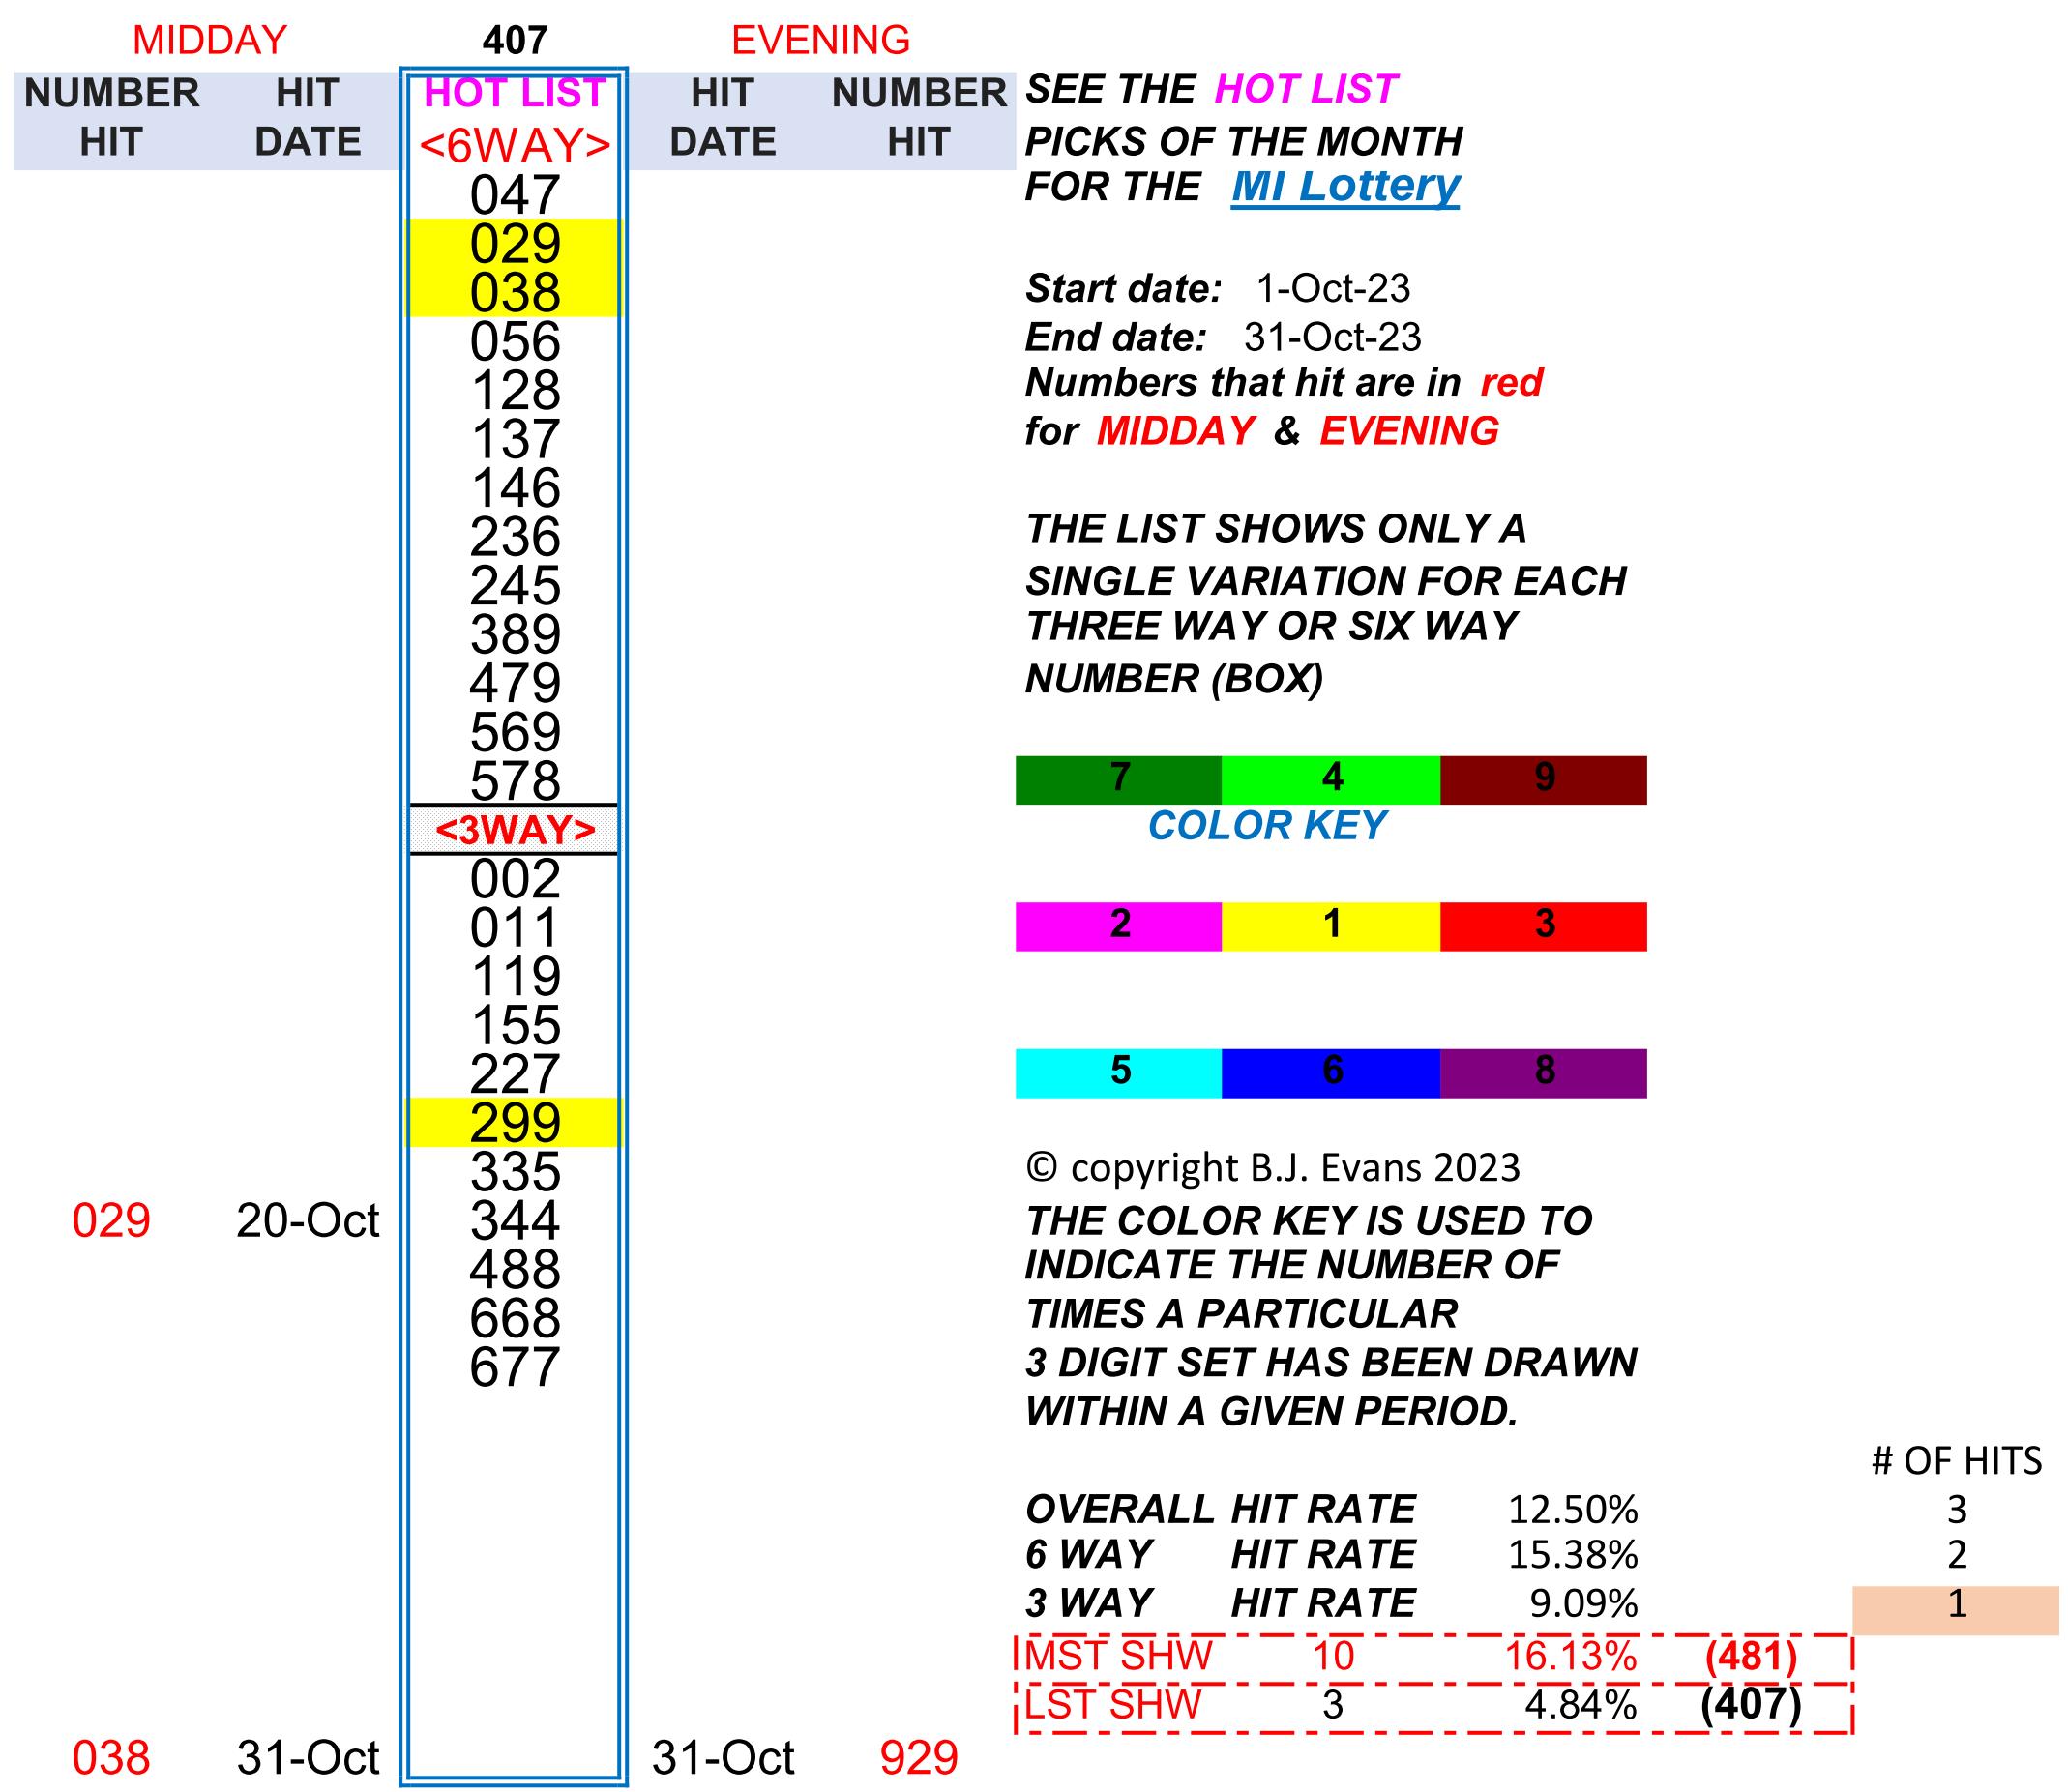 MIDDAY 407 EVENING
NUMBER HIT HOT LIST HIT NUMBER SEE THE HOT LIST
HIT DATE <6WAY> DATE HIT PICKS OF THE MONTH
047 FOR THE MI Lottery
029
038 Start date: 1-Oct-23
056 End date: 31-Oct-23
128 Numbers that hit are in red
137 for MIDDAY & EVENING
146
236 THE LIST SHOWS ONLY A
245 SINGLE VARIATION FOR EACH
389 THREE WAY OR SIX WAY
479 NUMBER (BOX)
569
578 7 4 9
<3WAY> COLOR KEY
002
011 2 1 3
119
155
227 5 6 8
299
335 © copyright B.J. Evans 2023
029 20-Oct 344 THE COLOR KEY IS USED TO
488 INDICATE THE NUMBER OF
668 TIMES A PARTICULAR
677 3 DIGIT SET HAS BEEN DRAWN
WITHIN A GIVEN PERIOD.
# OF HITS
OVERALL HIT RATE 12.50% 3
6 WAY HIT RATE 15.38% 2
3 WAY HIT RATE 9.09% 1
MST SHW 10 16.13% (481)
LST SHW 3 4.84% (407)
038 31-Oct 31-Oct 929